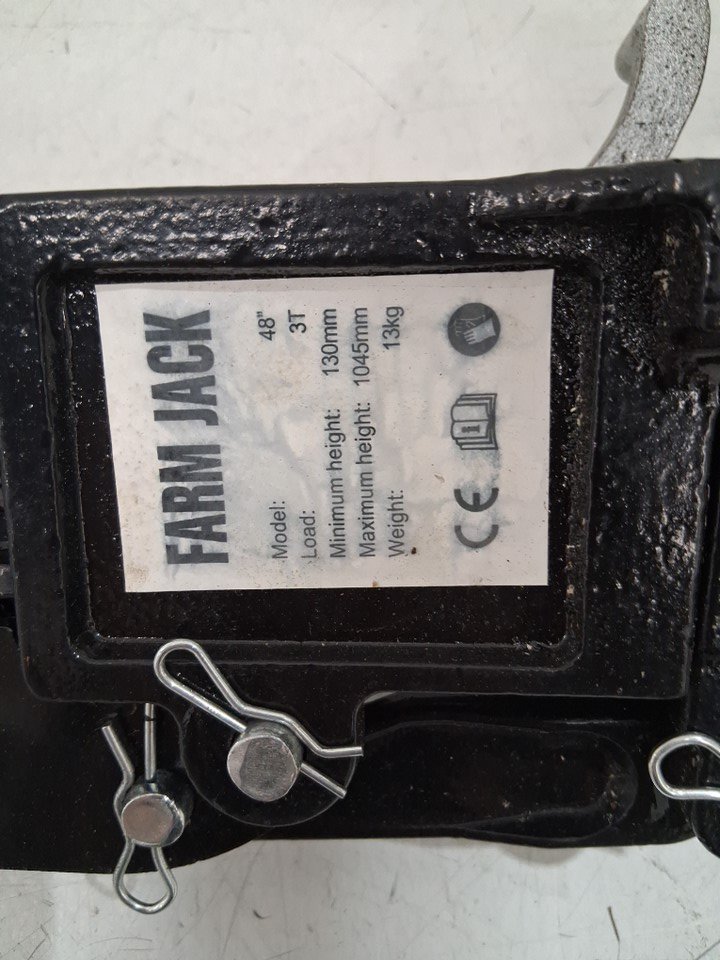 FARM JACK
Model: 48"
Load: 3T
Minimum height: 130mm
Maximum height: 1045mm
Weight: 13kg
CE